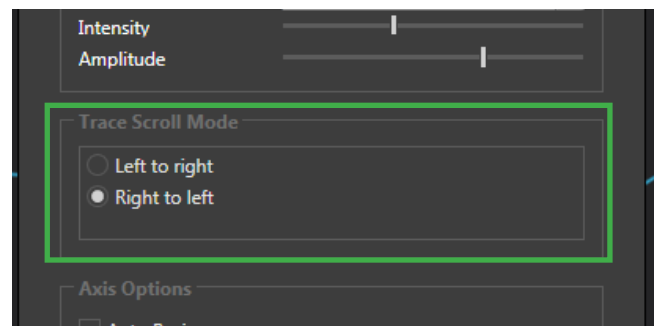 Intensity
Amplitude
Trace Scroll Mode
Left to right
Right to left
Axis Options